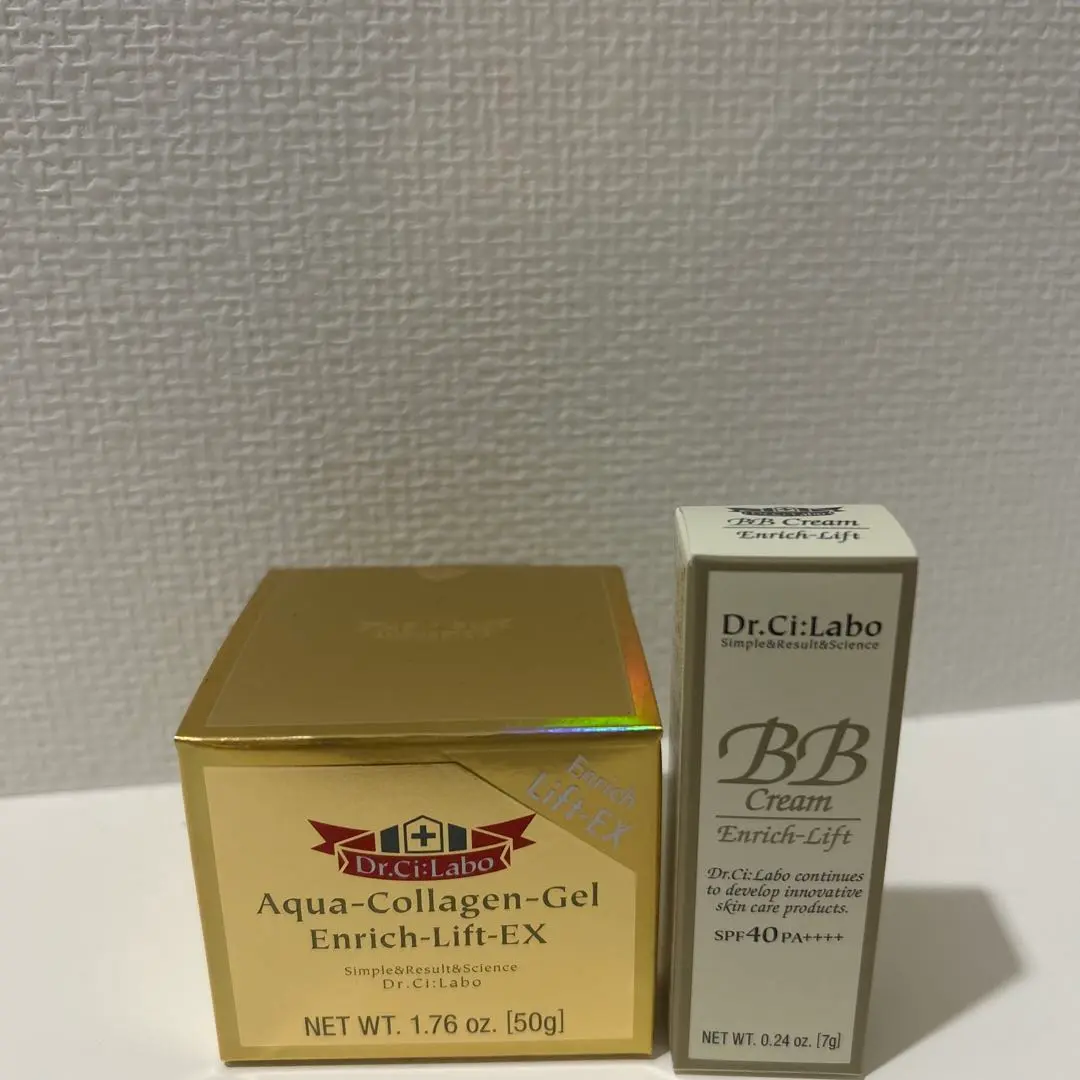 Enrich
Lift-EX
Dr.Ci:Labo
Aqua-Collagen-Gel
Enrich-Lift-EX
Simple&Result&Science
Dr.Ci:Labo
NET WT. 1.76 oz. [50g]
BB Cream
Enrich-Lift
Dr.Ci:Labo
Simple&Result&Science
BB
Cream
Enrich-Lift
Dr.Ci:Labo continues
to develop innovative
skin care products.
SPF40 PA++++
NET WT. 0.24 oz. [7g]